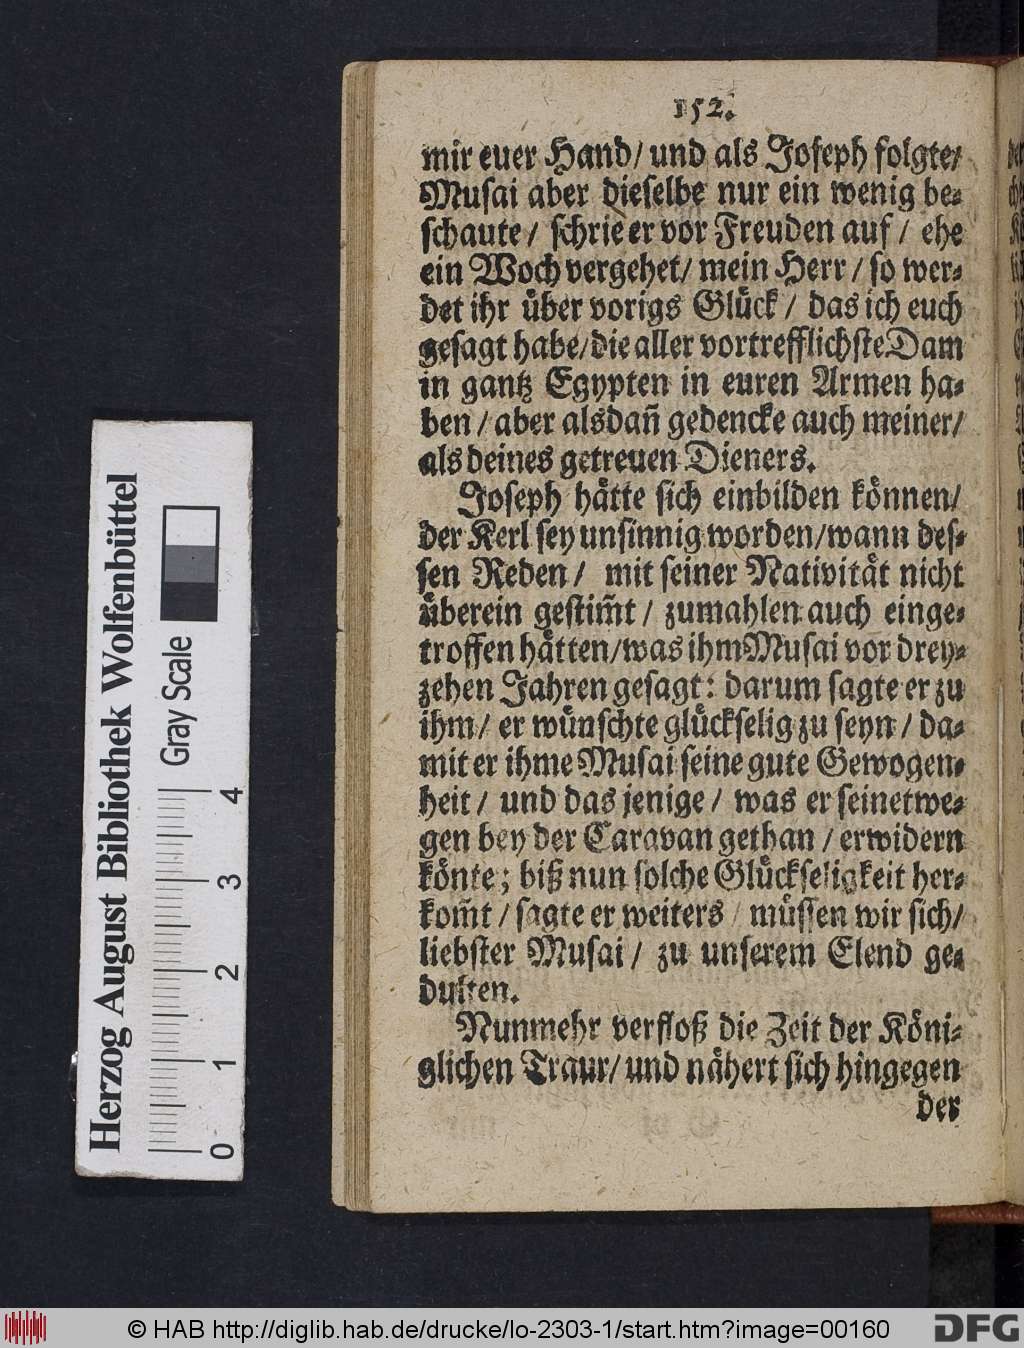 152.
mir euer Hand/ und als Joseph folgte/
Musai aber dieselbe nur ein wenig be-
schaute/ schrie er vor Freuden auf/ ehe
ein Woch vergehet/ mein Herr/ so wer-
det ihr über vorigs Glück/ das ich euch
gesagt habe/ die aller vortrefflichste Dam
in gantz Egypten in euren Armen ha-
ben/ aber alsdañ gedencke auch meiner/
als deines getreuen Dieners.
Joseph hätte sich einbilden können/
der Kerl sey unsinnig worden/ wann des-
sen Reden/ mit seiner Nativität nicht
überein gestim̃t/ zumahlen auch einge-
troffen hätten/ was ihm Musai vor drey-
zehen Jahren gesagt: darum sagte er zu
ihm/ er wünschte glückselig zu seyn/ da-
mit er ihme Musai seine gute Gewogen-
heit/ und das jenige/ was er seinetwe-
gen bey der Caravan gethan/ erwidern
könte; biß nun solche Glückseligkeit her-
kom̃t/ sagte er weiters/ müssen wir sich/
liebster Musai/ zu unserem Elend ge-
dulten.
Nunmehr verfloß die Zeit der Köni-
glichen Traur/ und nähert sich hingegen
der
Herzog August Bibliothek Wolfenbüttel
Gray Scale
0 1 2 3 4
© HAB http://diglib.hab.de/drucke/lo-2303-1/start.htm?image=00160
DFG